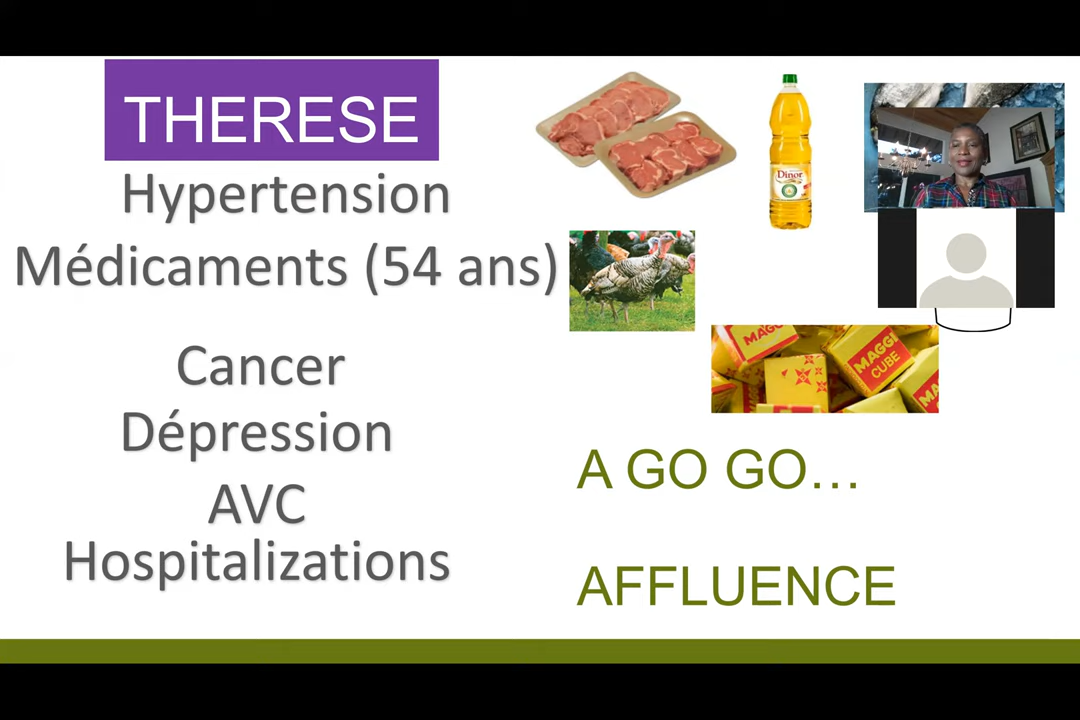 THERESE
Hypertension
Médicaments (54 ans)
Cancer
Dépression
AVC
Hospitalizations
Dinor
MAGGI
MAGGI
CUBE
MAGGI
A GO GO…
AFFLUENCE